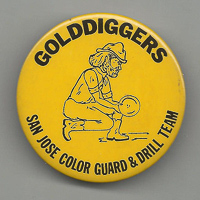 GOLDDIGGERS
SAN JOSE COLOR GUARD & DRILL TEAM